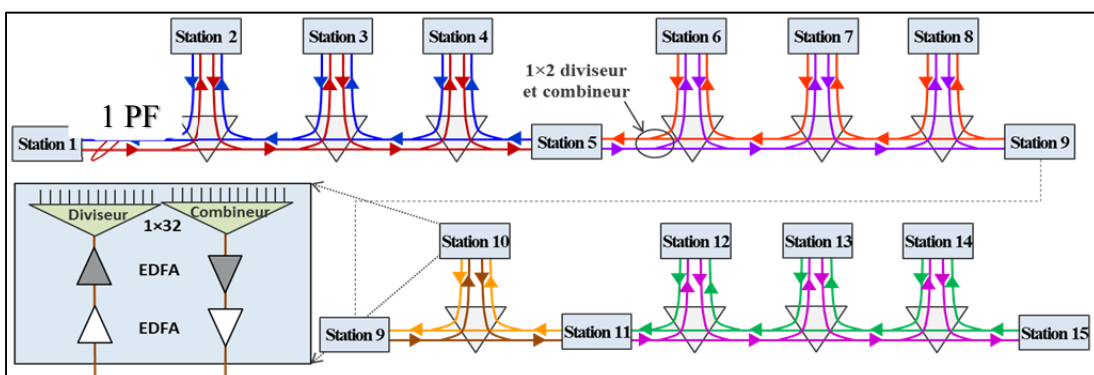 Station 2
Station 3
Station 4
Station 6
Station 7
Station 8
1×2 diviseur
et combineur
1 PF
Station 1
Station 5
Station 9
Diviseur
Combineur
1×32
EDFA
EDFA
Station 10
Station 12
Station 13
Station 14
Station 9
Station 11
Station 15